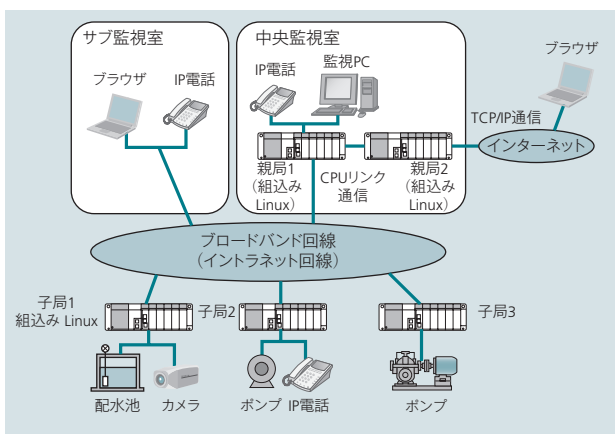 サブ監視室
ブラウザ
IP電話
中央監視室
IP電話
監視PC
親局1
(組込み
Linux)
CPUリンク
通信
親局2
(組込み
Linux)
ブラウザ
TCP/IP通信
インターネット
ブロードバンド回線
(イントラネット回線)
子局1
組込み Linux
子局2
子局3
配水池
カメラ
ポンプ
IP電話
ポンプ